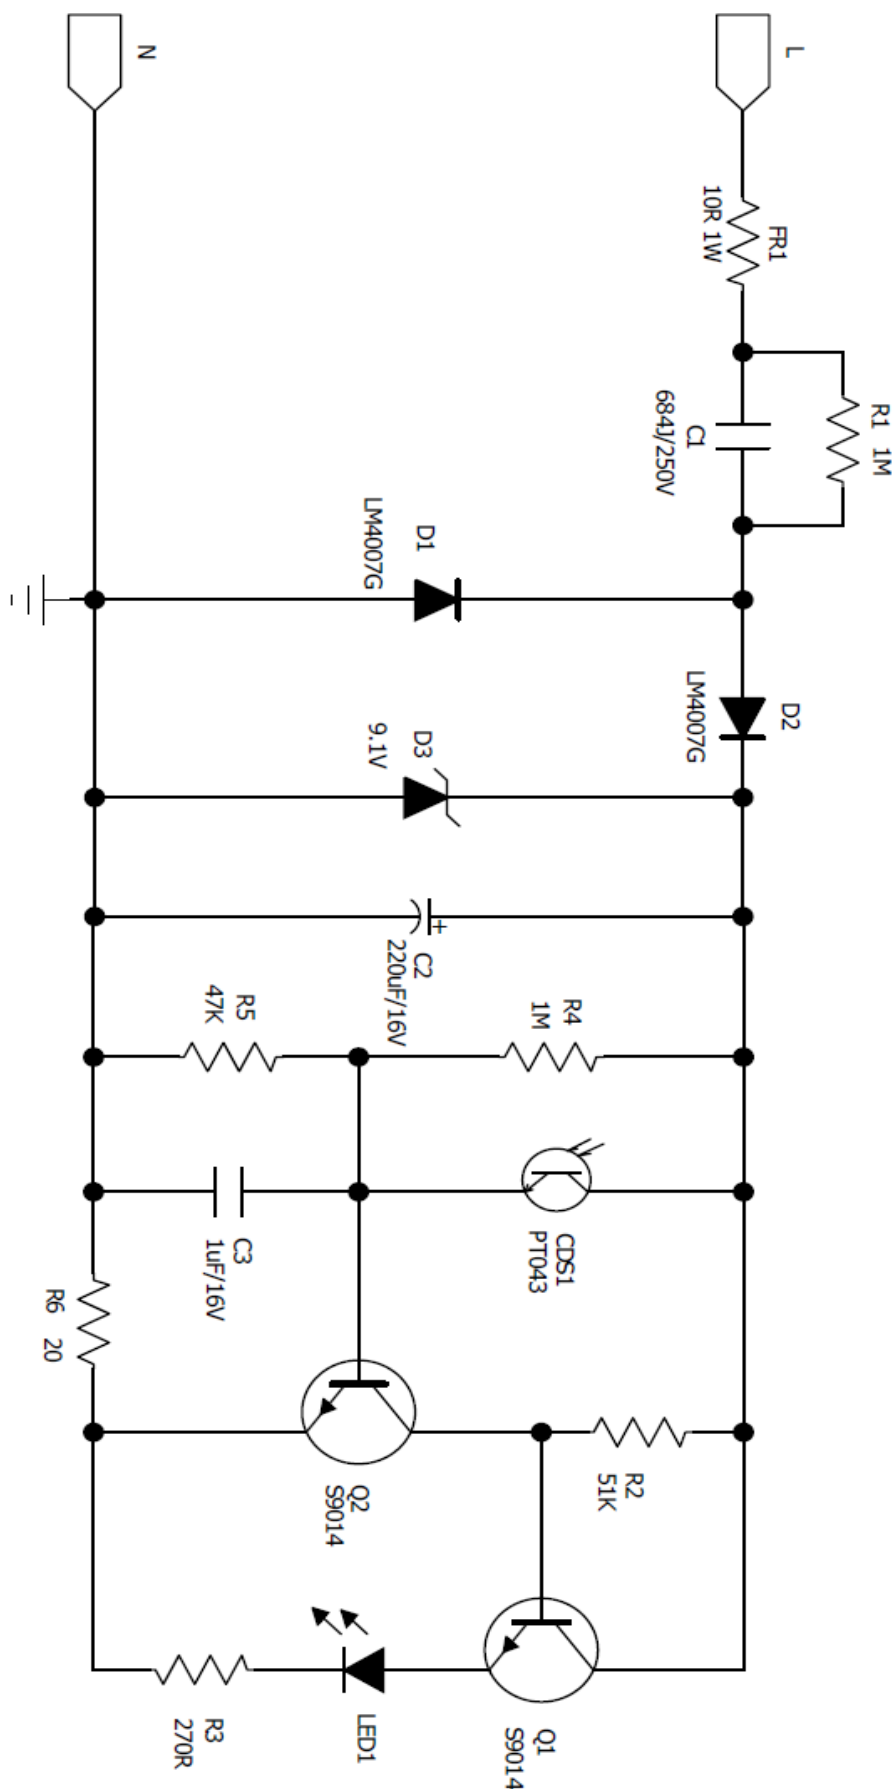 L
FR1
10R 1W
R1 1M
C1
684J/250V
D2
LM4007G
D1
LM4007G
D3
9.1V
+
C2
220uF/16V
R4
1M
R5
47K
CDS1
PT043
C3
1uF/16V
R2
51K
Q2
S9014
Q1
S9014
LED1
R3
270R
R6 20
N